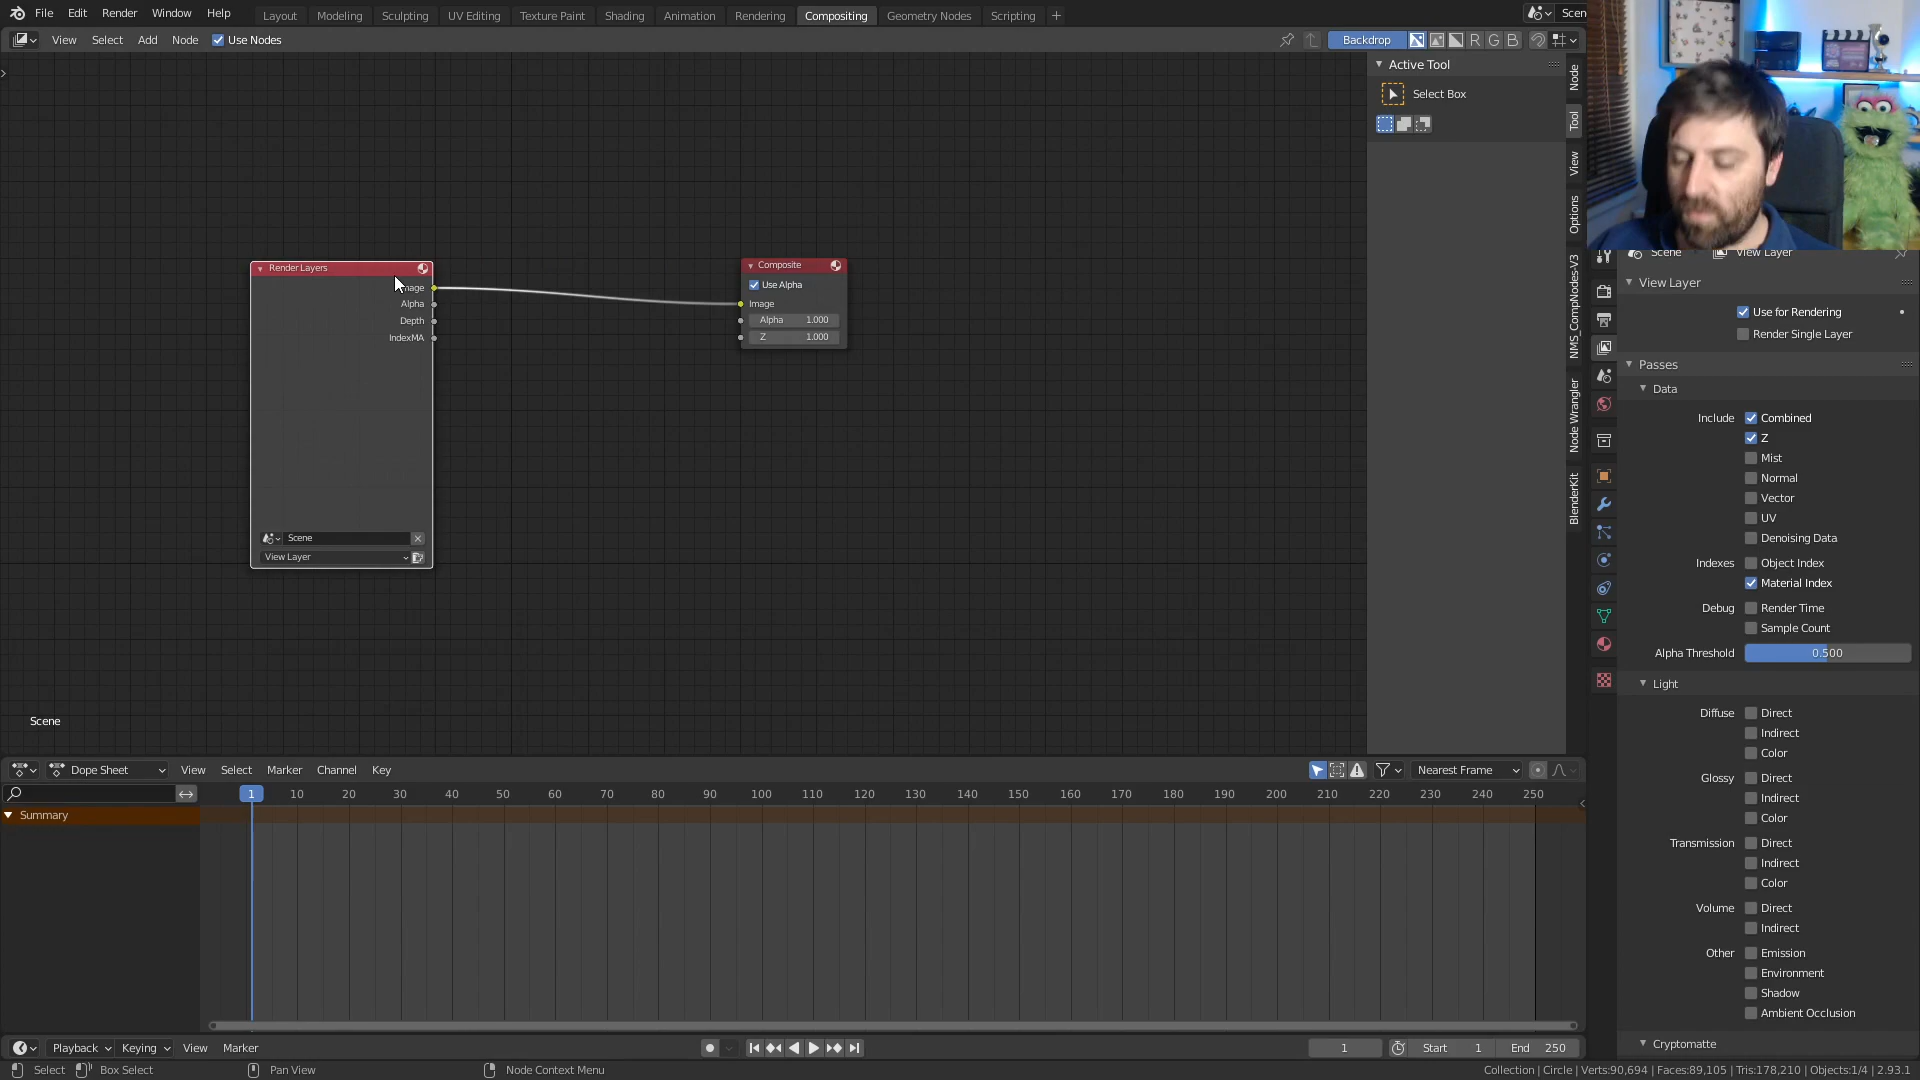 File Edit Render Window Help Layout Modeling Sculpting UV Editing Texture Paint Shading Animation Rendering Compositing Geometry Nodes Scripting + Scen
View Select Add Node Use Nodes Backdrop R G B
Active Tool
Select Box
Node
Tool
View
Options
NMS_CompNodes-V3
Node Wrangler
BlenderKit
Render Layers
Image
Alpha
Depth
IndexMA
Scene
View Layer
Composite
Use Alpha
Image
Alpha 1.000
Z 1.000
Scene
Scene View Layer
View Layer
Use for Rendering
Render Single Layer
Passes
Data
Include Combined
Z
Mist
Normal
Vector
UV
Denoising Data
Indexes Object Index
Material Index
Debug Render Time
Sample Count
Alpha Threshold 0.500
Light
Diffuse Direct
Indirect
Color
Glossy Direct
Indirect
Color
Transmission Direct
Indirect
Color
Volume Direct
Indirect
Other Emission
Environment
Shadow
Ambient Occlusion
Cryptomatte
Dope Sheet View Select Marker Channel Key Nearest Frame
1 10 20 30 40 50 60 70 80 90 100 110 120 130 140 150 160 170 180 190 200 210 220 230 240 250
Summary
Playback Keying View Marker 1 Start 1 End 250
Select Box Select Pan View Node Context Menu Collection | Circle | Verts:90,694 | Faces:89,105 | Tris:178,210 | Objects:1/4 | 2.93.1